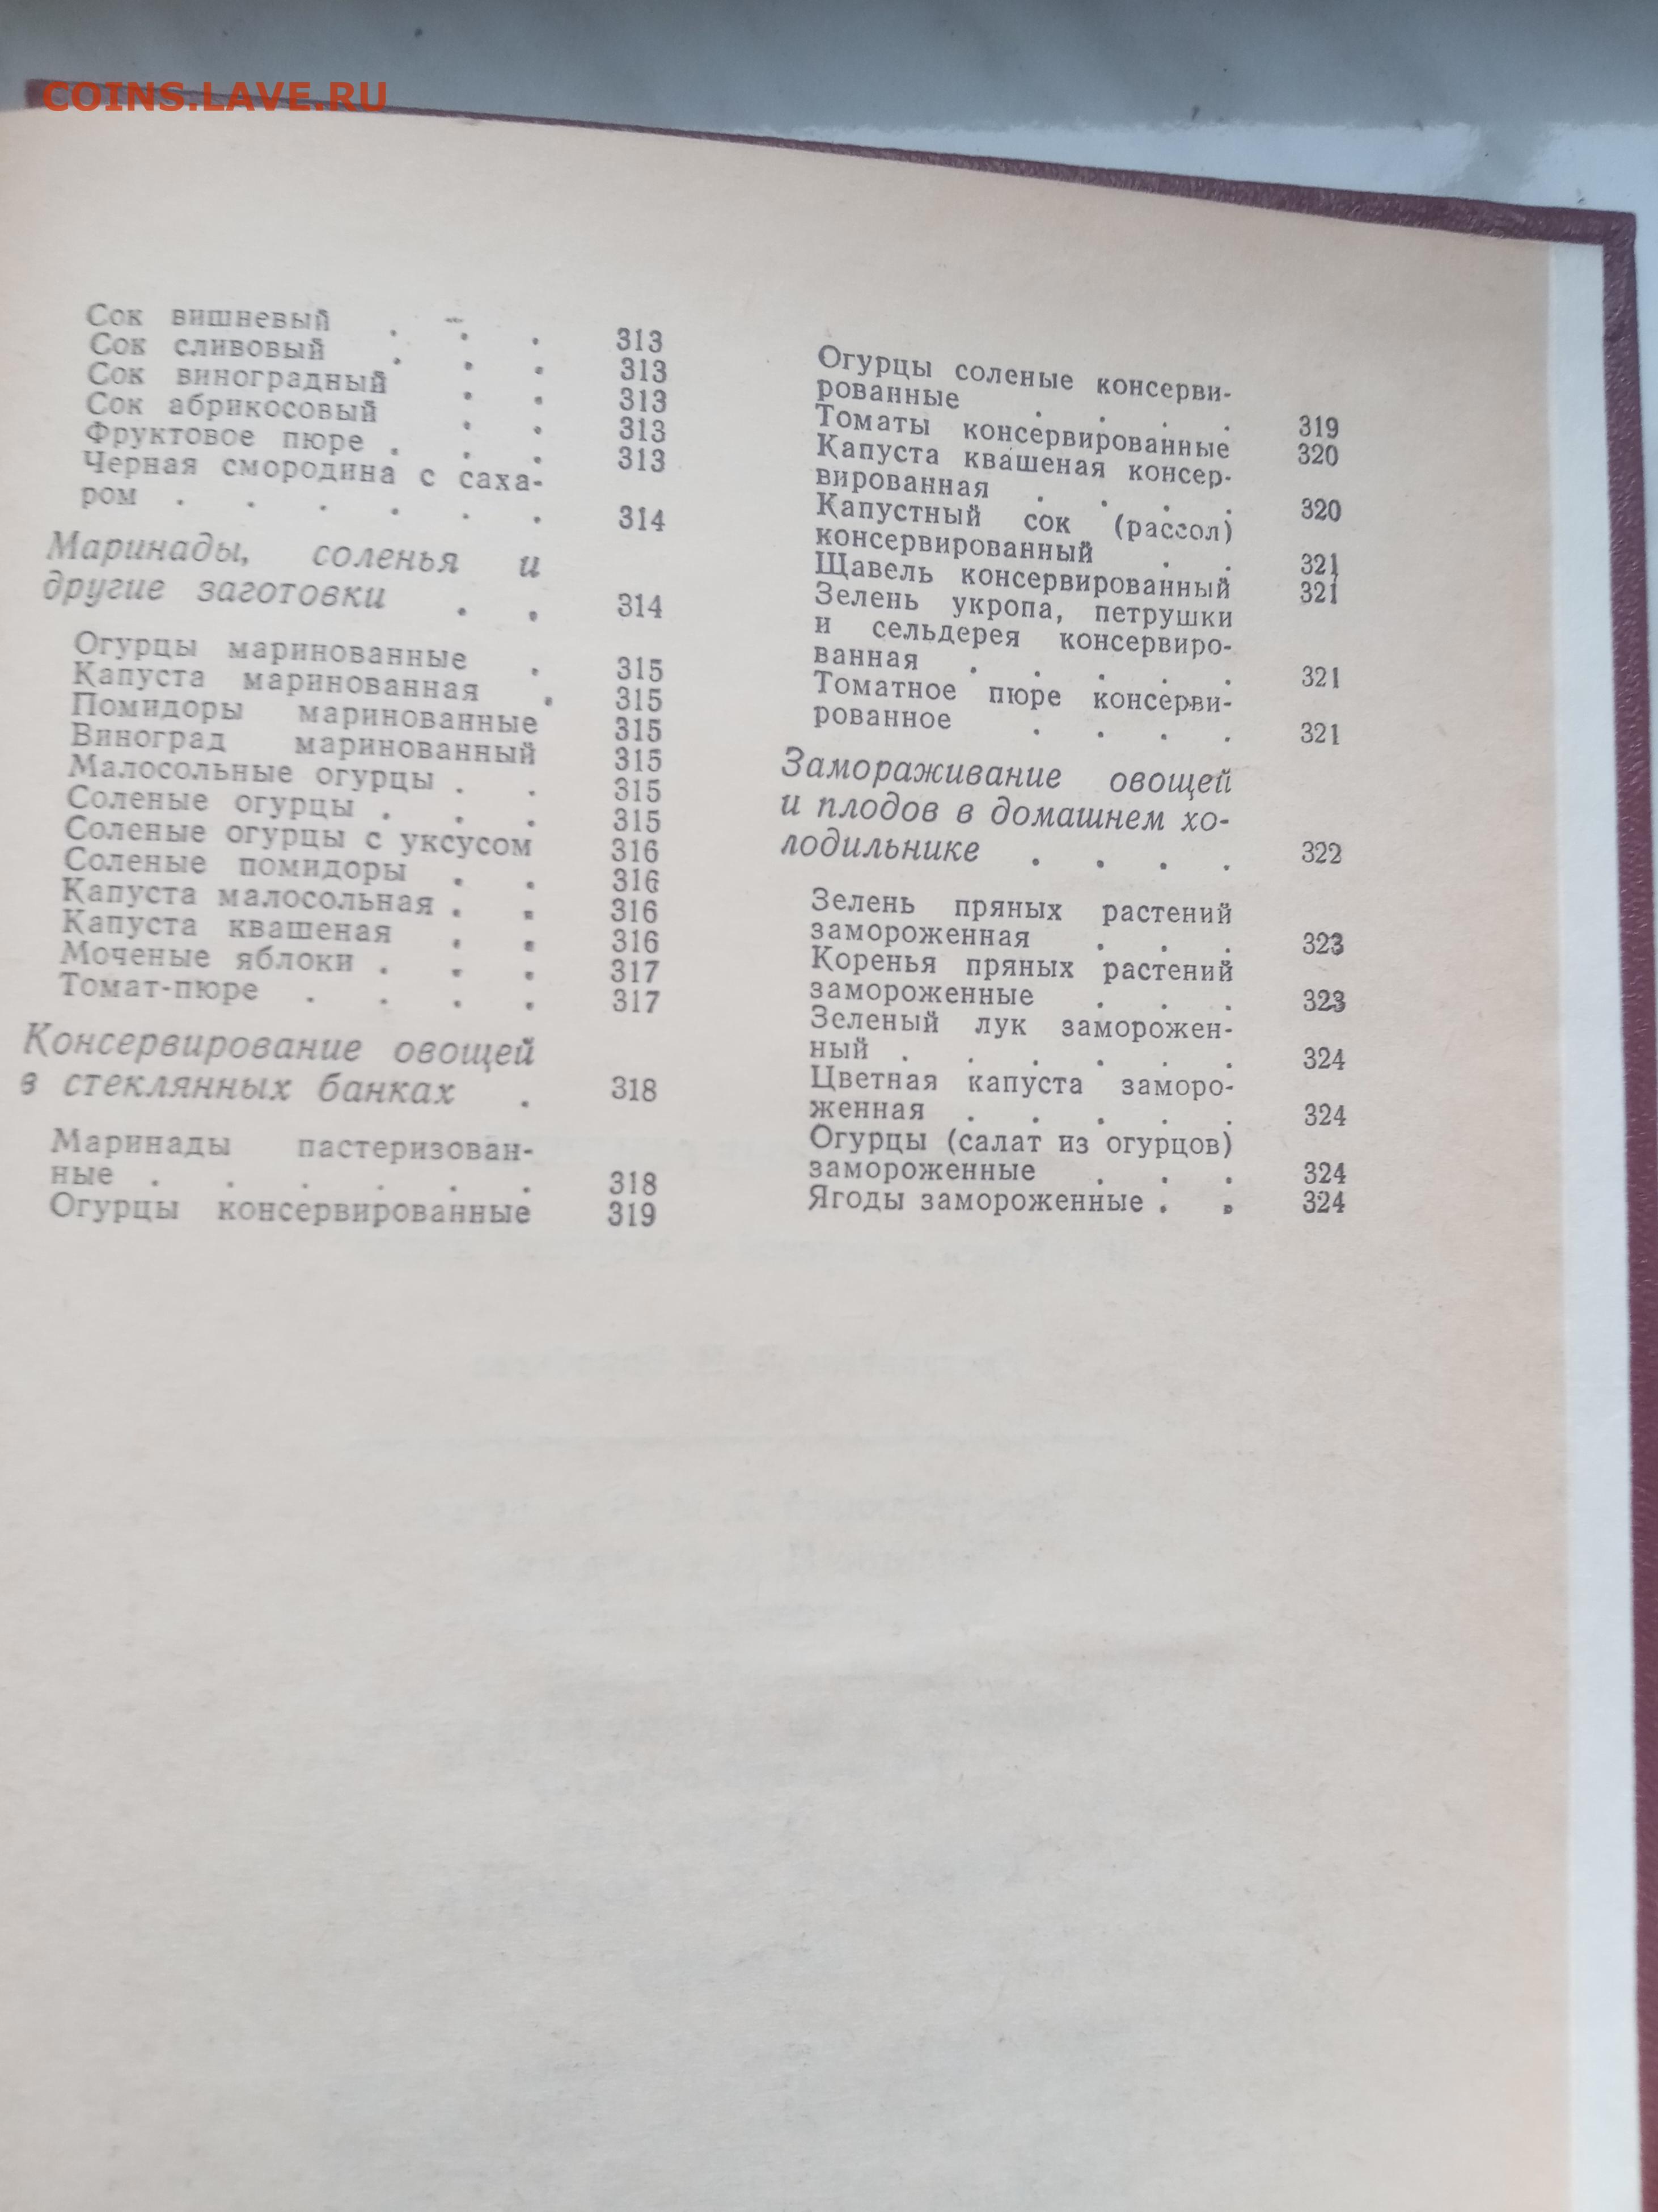 COINS.LAVE.RU
Сок вишневый . . . 313
Сок сливовый . . . 313
Сок виноградный . . 313
Сок абрикосовый . . 313
Фруктовое пюре . . . 313
Черная смородина с саха-
ром . . . . . . 314
Маринады, соленья и
другие заготовки . . 314
Огурцы маринованные . 315
Капуста маринованная . 315
Помидоры маринованные 315
Виноград маринованный 315
Малосольные огурцы . . 315
Соленые огурцы . . . 315
Соленые огурцы с уксусом 316
Соленые помидоры . . 316
Капуста малосольная . . 316
Капуста квашеная . . 316
Моченые яблоки . . . 317
Томат-пюре . . . . 317
Консервирование овощей
в стеклянных банках . 318
Маринады пастеризован-
ные . . . . . . 318
Огурцы консервированные 319
Огурцы соленые консерви-
рованные . . . . 319
Томаты консервированные 320
Капуста квашеная консер-
вированная . . . . 320
Капустный сок (рассол)
консервированный . . 321
Щавель консервированный 321
Зелень укропа, петрушки
и сельдерея консервиро-
ванная . . . . . 321
Томатное пюре консерви-
рованное . . . . 321
Замораживание овощей
и плодов в домашнем хо-
лодильнике . . . . 322
Зелень пряных растений
замороженная . . . 323
Коренья пряных растений
замороженные . . . 323
Зеленый лук заморожен-
ный . . . . . . 324
Цветная капуста заморо-
женная . . . . . 324
Огурцы (салат из огурцов)
замороженные . . . 324
Ягоды замороженные . . 324